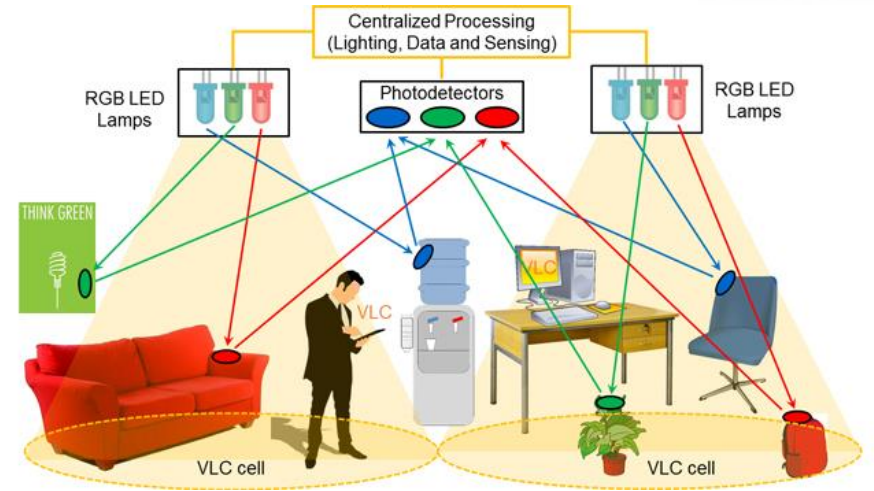 Centralized Processing
(Lighting, Data and Sensing)
RGB LED
Lamps
Photodetectors
RGB LED
Lamps
THINK GREEN
VLC
VLC
VLC cell
VLC cell